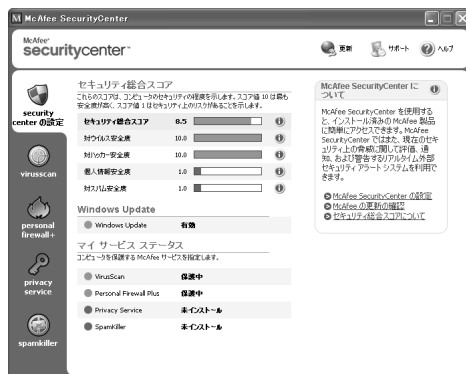 McAfee SecurityCenter
McAfee®
securitycenter™
更新
サポート
ヘルプ
security
center の設定
virusscan
personal
firewall+
privacy
service
spamkiller
セキュリティ総合スコア
これらのスコアは、コンピュータのセキュリティの程度を示します。スコア値 10 は最も
安全度が高く、スコア値 1 はセキュリティ上のリスクがあることを示します。
セキュリティ総合スコア 8.5
対ウイルス安全度 10.0
対ハッカー安全度 10.0
個人情報安全度 1.0
対スパム安全度 1.0
Windows Update
Windows Update 有効
マイ サービス ステータス
コンピュータを保護する McAfee サービスを指定します。
VirusScan 保護中
Personal Firewall Plus 保護中
Privacy Service 未インストール
SpamKiller 未インストール
McAfee SecurityCenter に
ついて
McAfee SecurityCenter を使用する
と、インストール済みの McAfee 製品
に簡単にアクセスできます。McAfee
SecurityCenter ではまた、現在のセキ
ュリティ上の脅威に関して評価、通
知、および警告するリアルタイム外部
セキュリティ アラート システムを利用で
きます。
McAfee SecurityCenter の設定
McAfee の更新の確認
セキュリティ総合スコアについて